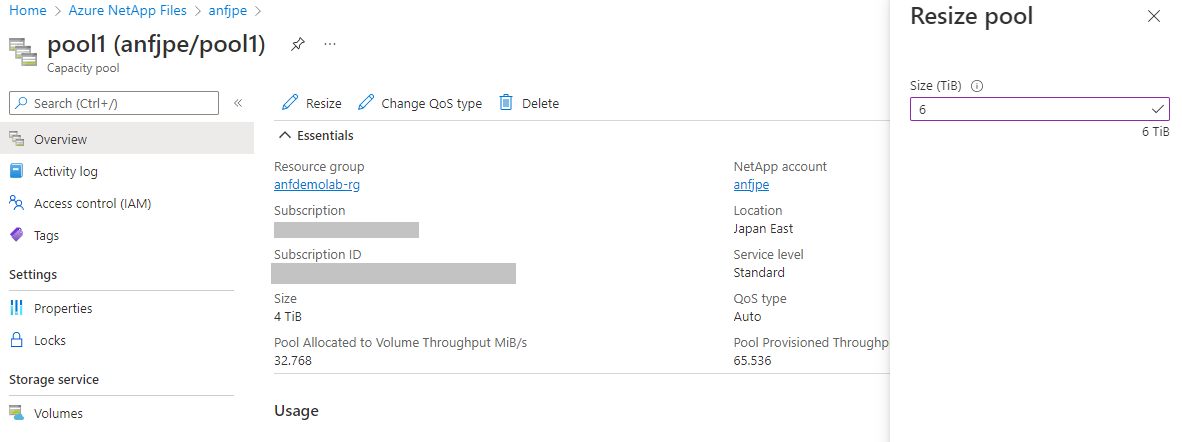 Home > Azure NetApp Files > anfjpe >
pool1 (anfjpe/pool1)
...
Capacity pool
Search (Ctrl+/)
«
Overview
Activity log
Access control (IAM)
Tags
Settings
Properties
Locks
Storage service
Volumes
Resize
Change QoS type
Delete
Essentials
Resource group
anfdemolab-rg
Subscription
Subscription ID
Size
4 TiB
Pool Allocated to Volume Throughput MiB/s
32.768
NetApp account
anfjpe
Location
Japan East
Service level
Standard
QoS type
Auto
Pool Provisioned Throughp
65.536
Usage
Resize pool
Size (TiB)
6
6 TiB